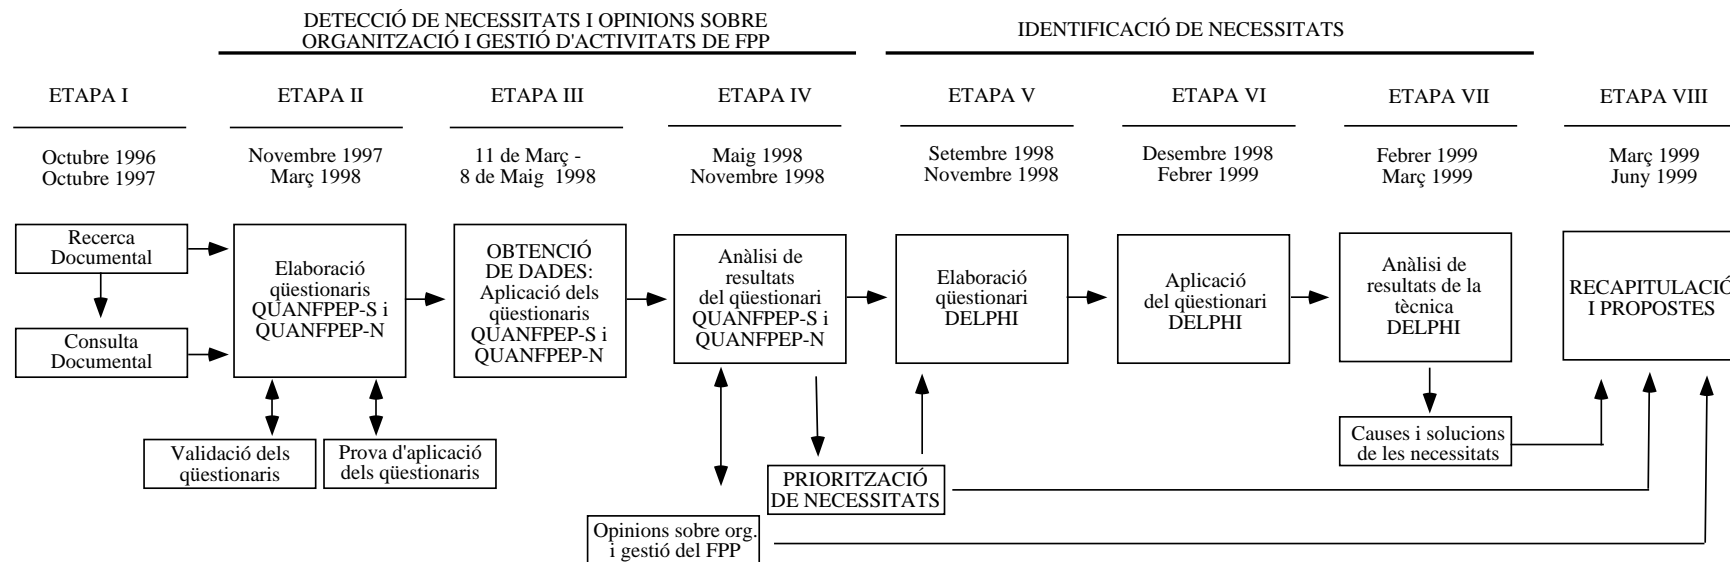 DETECCIÓ DE NECESSITATS I OPINIONS SOBRE
ORGANITZACIÓ I GESTIÓ D'ACTIVITATS DE FPP
IDENTIFICACIÓ DE NECESSITATS
ETAPA I
ETAPA II
ETAPA III
ETAPA IV
ETAPA V
ETAPA VI
ETAPA VII
ETAPA VIII
Octubre 1996
Octubre 1997
Novembre 1997
Març 1998
11 de Març -
8 de Maig 1998
Maig 1998
Novembre 1998
Setembre 1998
Novembre 1998
Desembre 1998
Febrer 1999
Febrer 1999
Març 1999
Març 1999
Juny 1999
Recerca
Documental
Consulta
Documental
Elaboració
qüestionaris
QUANFPEP-S i
QUANFPEP-N
OBTENCIÓ
DE DADES:
Aplicació dels
qüestionaris
QUANFPEP-S i
QUANFPEP-N
Anàlisi de
resultats
del qüestionari
QUANFPEP-S i
QUANFPEP-N
Elaboració
qüestionari
DELPHI
Aplicació
del qüestionari
DELPHI
Anàlisi de
resultats de la
tècnica
DELPHI
RECAPITULACIÓ
I PROPOSTES
Validació dels
qüestionaris
Prova d'aplicació
dels qüestionaris
Causes i solucions
de les necessitats
PRIORITZACIÓ
DE NECESSITATS
Opinions sobre org.
i gestió del FPP